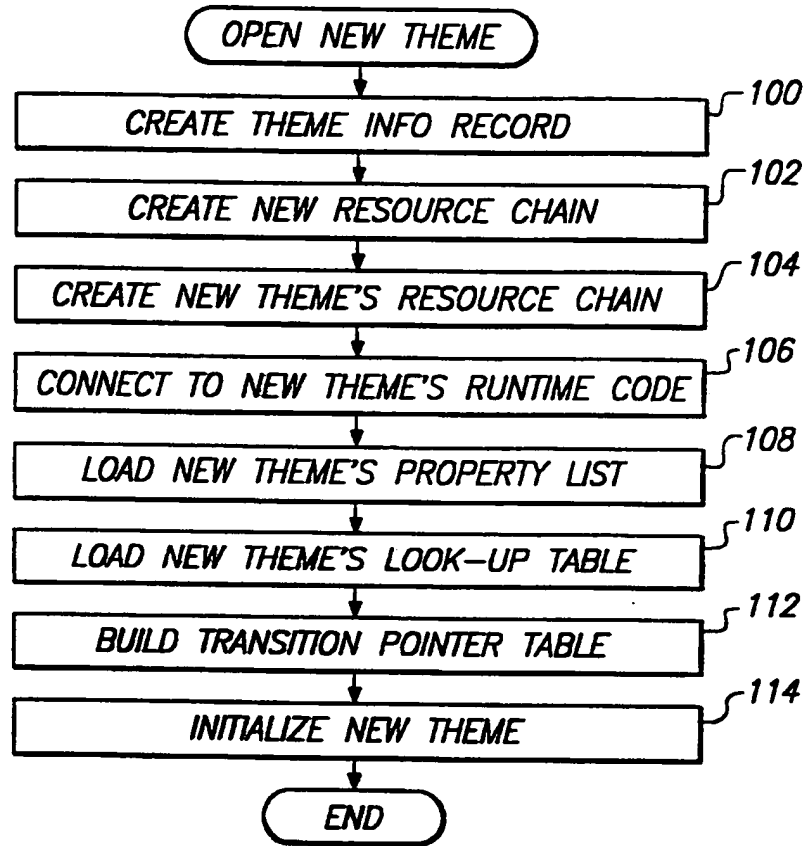 OPEN NEW THEME
100
CREATE THEME INFO RECORD
102
CREATE NEW RESOURCE CHAIN
104
CREATE NEW THEME'S RESOURCE CHAIN
106
CONNECT TO NEW THEME'S RUNTIME CODE
108
LOAD NEW THEME'S PROPERTY LIST
110
LOAD NEW THEME'S LOOK-UP TABLE
112
BUILD TRANSITION POINTER TABLE
114
INITIALIZE NEW THEME
END